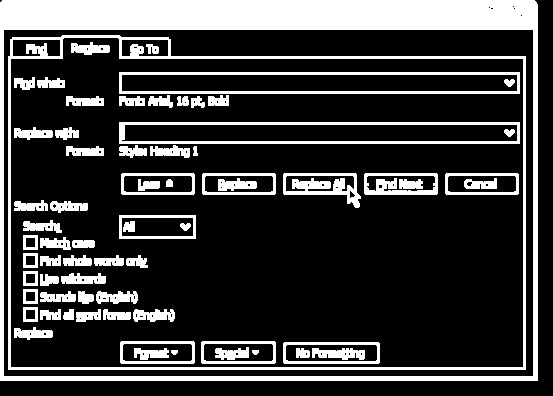 Find Replace Go To
Find what:
Format: Font: Arial, 16 pt, Bold
Replace with:
Format: Style: Heading 1
Less Replace Replace All Find Next Cancel
Search Options
Search: All
Match case
Find whole words only
Use wildcards
Sounds like (English)
Find all word forms (English)
Replace
Format Special No Formatting